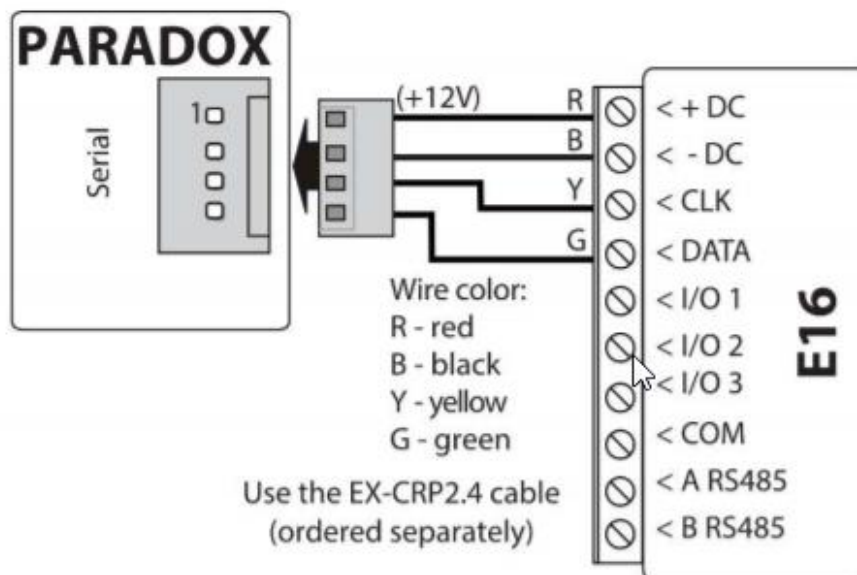 PARADOX
Serial
1
(+12V)
R
B
Y
G
Wire color:
R - red
B - black
Y - yellow
G - green
Use the EX-CRP2.4 cable
(ordered separately)
< + DC
< - DC
< CLK
< DATA
< I/O 1
< I/O 2
< I/O 3
< COM
< A RS485
< B RS485
E16